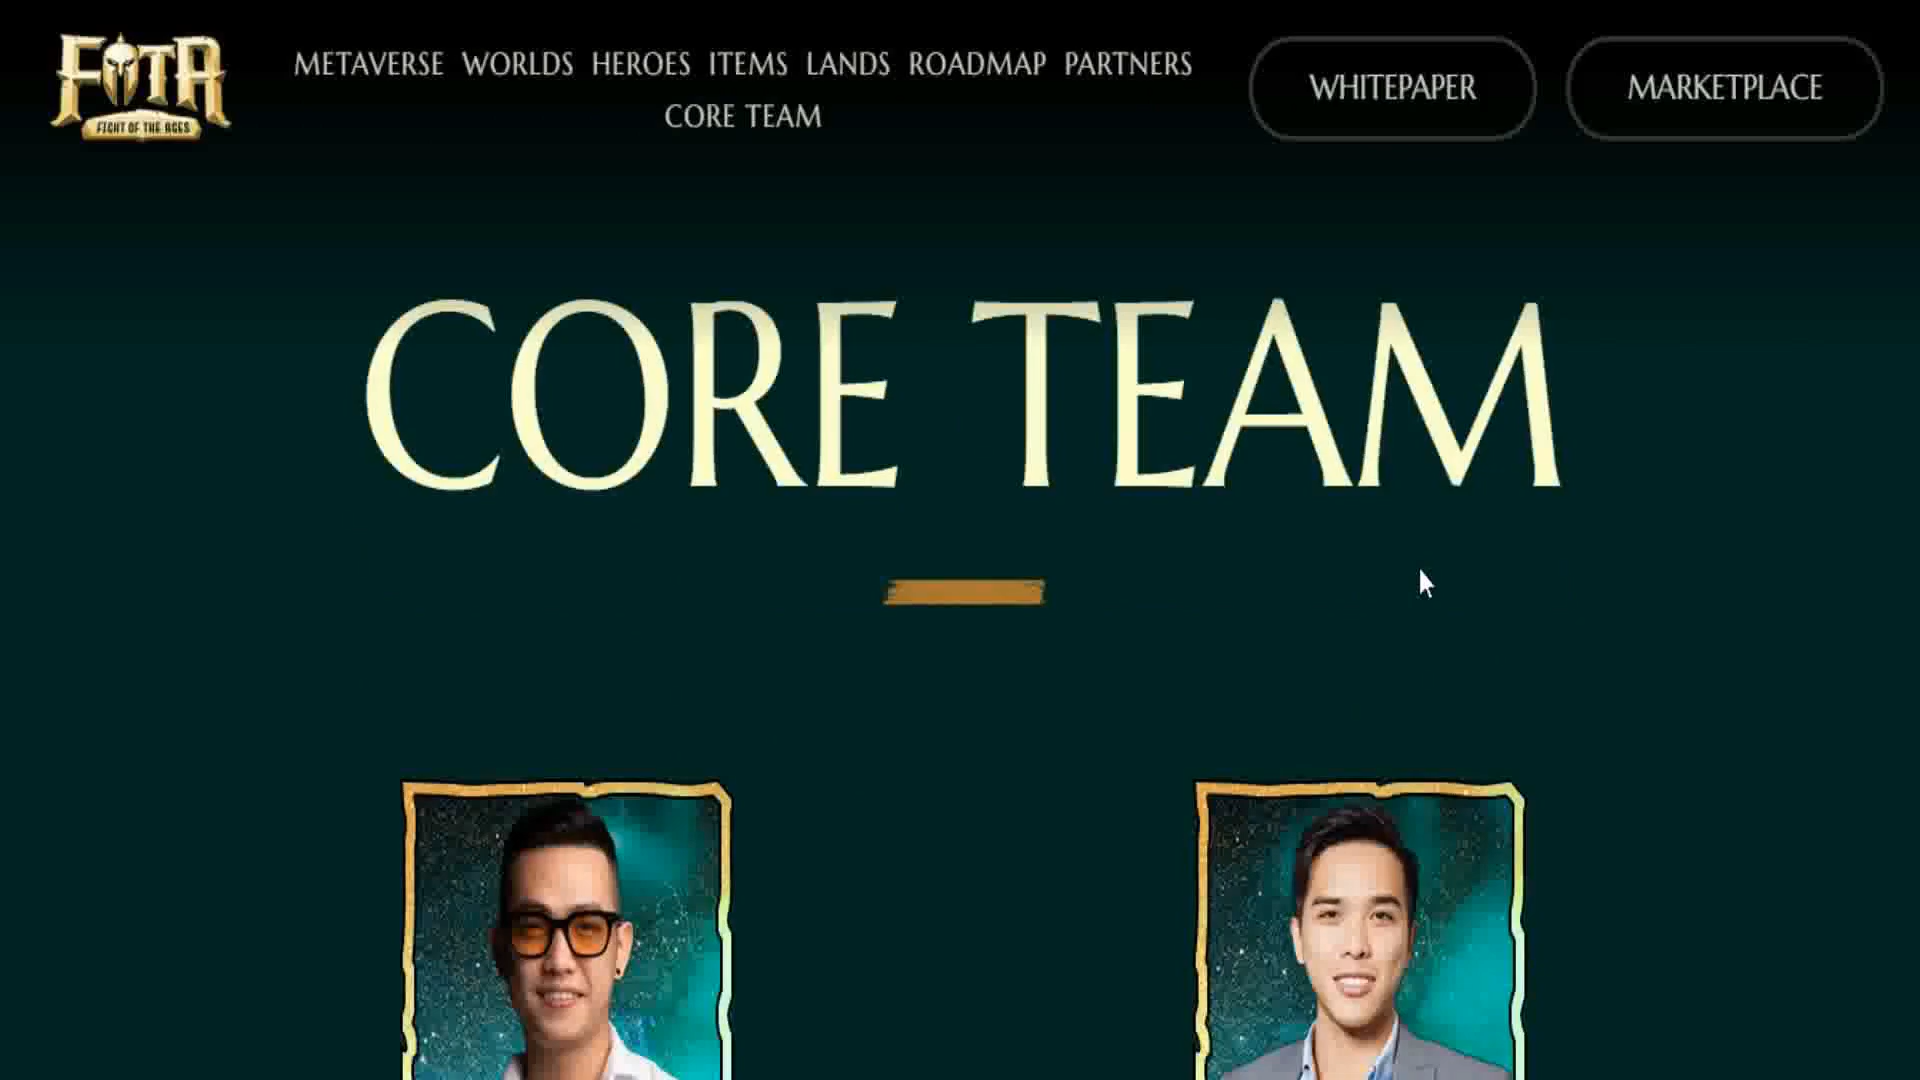 FOTA
FIGHT OF THE AGES
METAVERSE WORLDS HEROES ITEMS LANDS ROADMAP PARTNERS
CORE TEAM
WHITEPAPER
MARKETPLACE
CORE TEAM